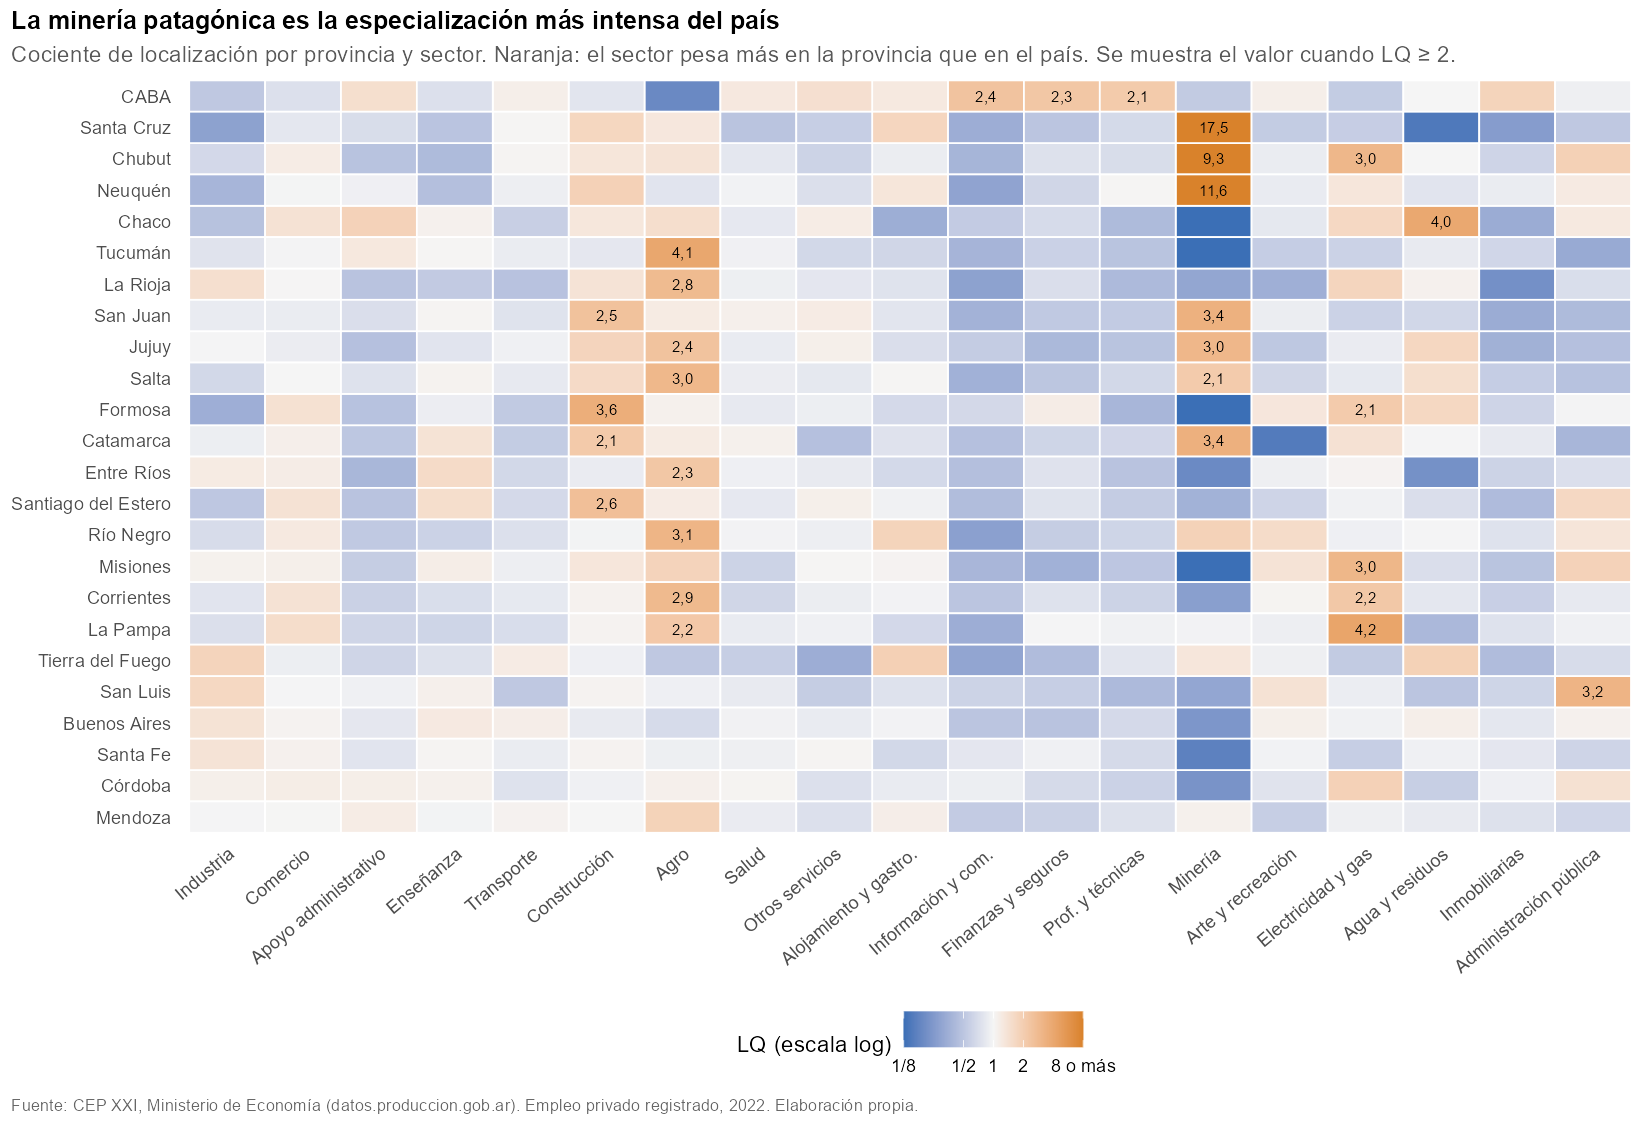 La minería patagónica es la especialización más intensa del país
Cociente de localización por provincia y sector. Naranja: el sector pesa más en la provincia que en el país. Se muestra el valor cuando LQ ≥ 2.
CABA 2,4 2,3 2,1
Santa Cruz 17,5
Chubut 9,3 3,0
Neuquén 11,6
Chaco 4,0
Tucumán 4,1
La Rioja 2,8
San Juan 2,5 3,4
Jujuy 2,4 3,0
Salta 3,0 2,1
Formosa 3,6 2,1
Catamarca 2,1 3,4
Entre Ríos 2,3
Santiago del Estero 2,6
Río Negro 3,1
Misiones 3,0
Corrientes 2,9 2,2
La Pampa 2,2 4,2
Tierra del Fuego
San Luis 3,2
Buenos Aires
Santa Fe
Córdoba
Mendoza
Industria
Comercio
Apoyo administrativo
Enseñanza
Transporte
Construcción
Agro
Salud
Otros servicios
Alojamiento y gastro.
Información y com.
Finanzas y seguros
Prof. y técnicas
Minería
Arte y recreación
Electricidad y gas
Agua y residuos
Inmobiliarias
Administración pública
LQ (escala log)
1/8 1/2 1 2 8 o más
Fuente: CEP XXI, Ministerio de Economía (datos.produccion.gob.ar). Empleo privado registrado, 2022. Elaboración propia.